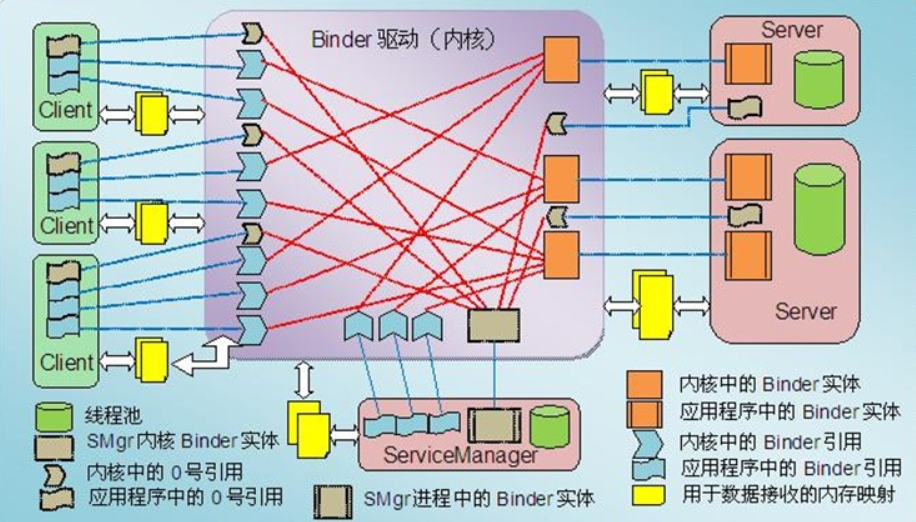 Binder 驱动（内核）
Server
Client
Client
Server
Client
ServiceManager
线程池
SMgr内核Binder实体
内核中的0号引用
应用程序中的0号引用
SMgr进程中的Binder实体
内核中的Binder实体
应用程序中的Binder实体
内核中的Binder引用
应用程序中的Binder引用
用于数据接收的内存映射